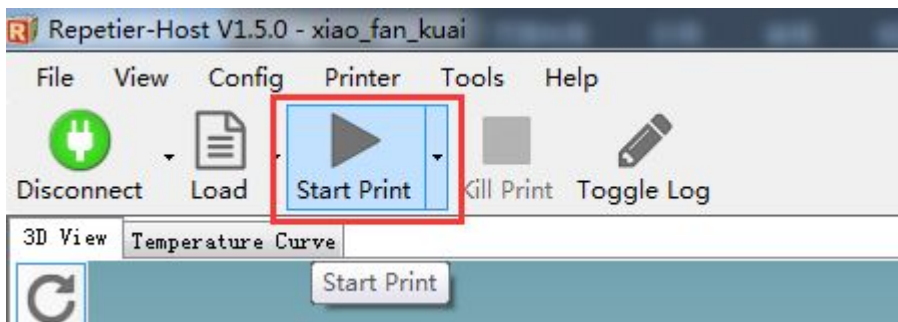 Repetier-Host V1.5.0 - xiao_fan_kuai
File View Config Printer Tools Help
Disconnect Load Start Print Kill Print Toggle Log
3D View Temperature Curve
Start Print